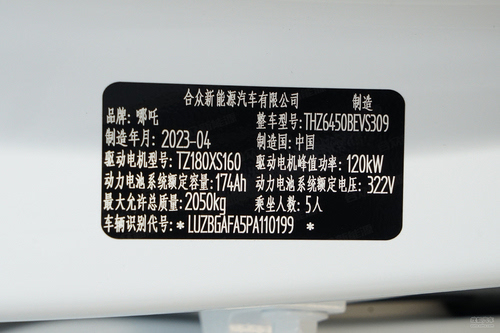 合众新能源汽车有限公司 制造
品牌: 哪吒 整车型号: THZ6450BEVS309
制造年月: 2023-04 制造国: 中国
驱动电机型号: TZ180XS160 驱动电机峰值功率: 120kW
动力电池系统额定容量: 174Ah 动力电池系统额定电压: 322V
最大允许总质量: 2050kg 乘坐人数: 5人
车辆识别代号: *LUZBGAFA5PA110199 *